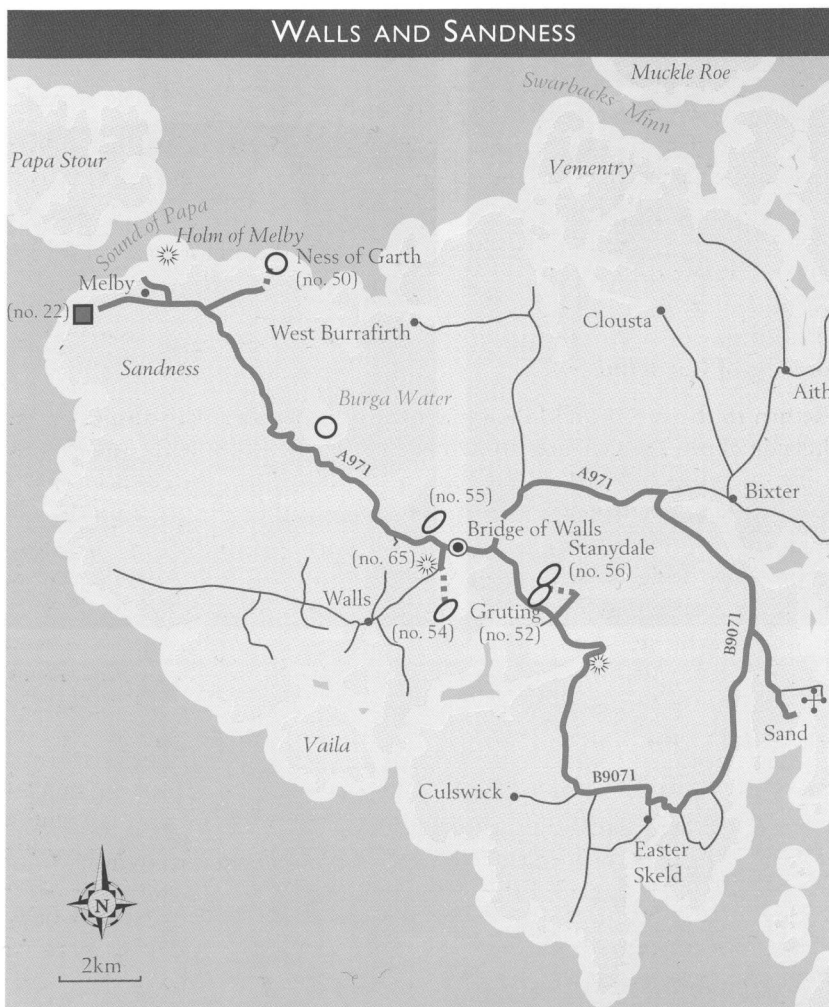 WALLS AND SANDNESS
Muckle Roe
Swarbacks Minn
Papa Stour
Vementry
Sound of Papa
Holm of Melby
Ness of Garth
(no. 50)
Melby
(no. 22)
West Burrafirth
Clousta
Sandness
Aith
Burga Water
A971
A971
(no. 55)
Bixter
Bridge of Walls
Stanydale
(no. 56)
(no. 65)
Walls
Gruting
(no. 52)
(no. 54)
B9071
Sand
Vaila
B9071
Culswick
Easter
Skeld
N
2km